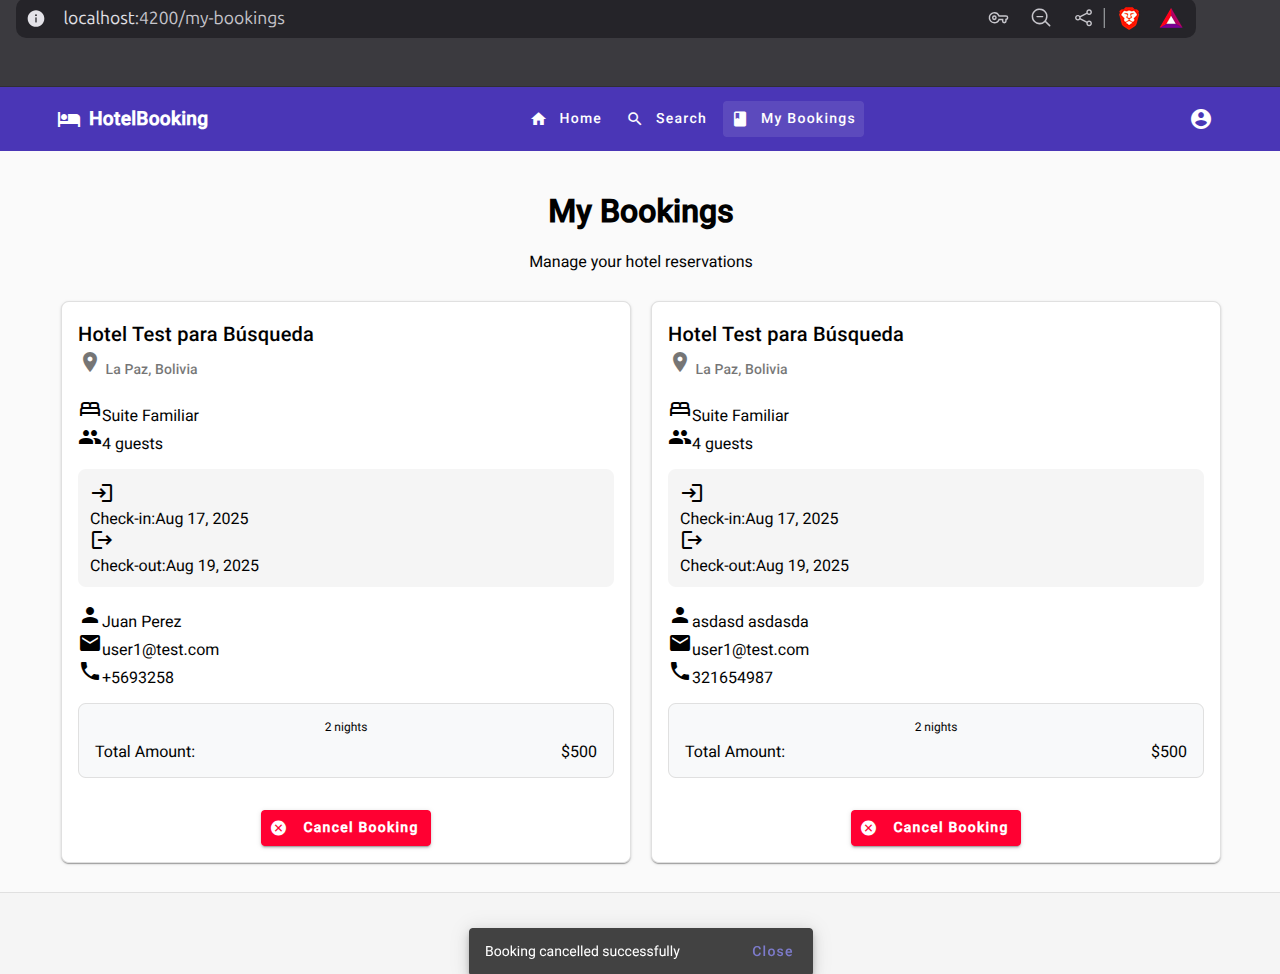 localhost:4200/my-bookings
HotelBooking
Home Search My Bookings
My Bookings
Manage your hotel reservations
Hotel Test para Búsqueda
La Paz, Bolivia
Suite Familiar
4 guests
Check-in:Aug 17, 2025
Check-out:Aug 19, 2025
Juan Perez
user1@test.com
+5693258
2 nights
Total Amount: $500
Cancel Booking
Hotel Test para Búsqueda
La Paz, Bolivia
Suite Familiar
4 guests
Check-in:Aug 17, 2025
Check-out:Aug 19, 2025
asdasd asdasda
user1@test.com
321654987
2 nights
Total Amount: $500
Cancel Booking
Booking cancelled successfully Close